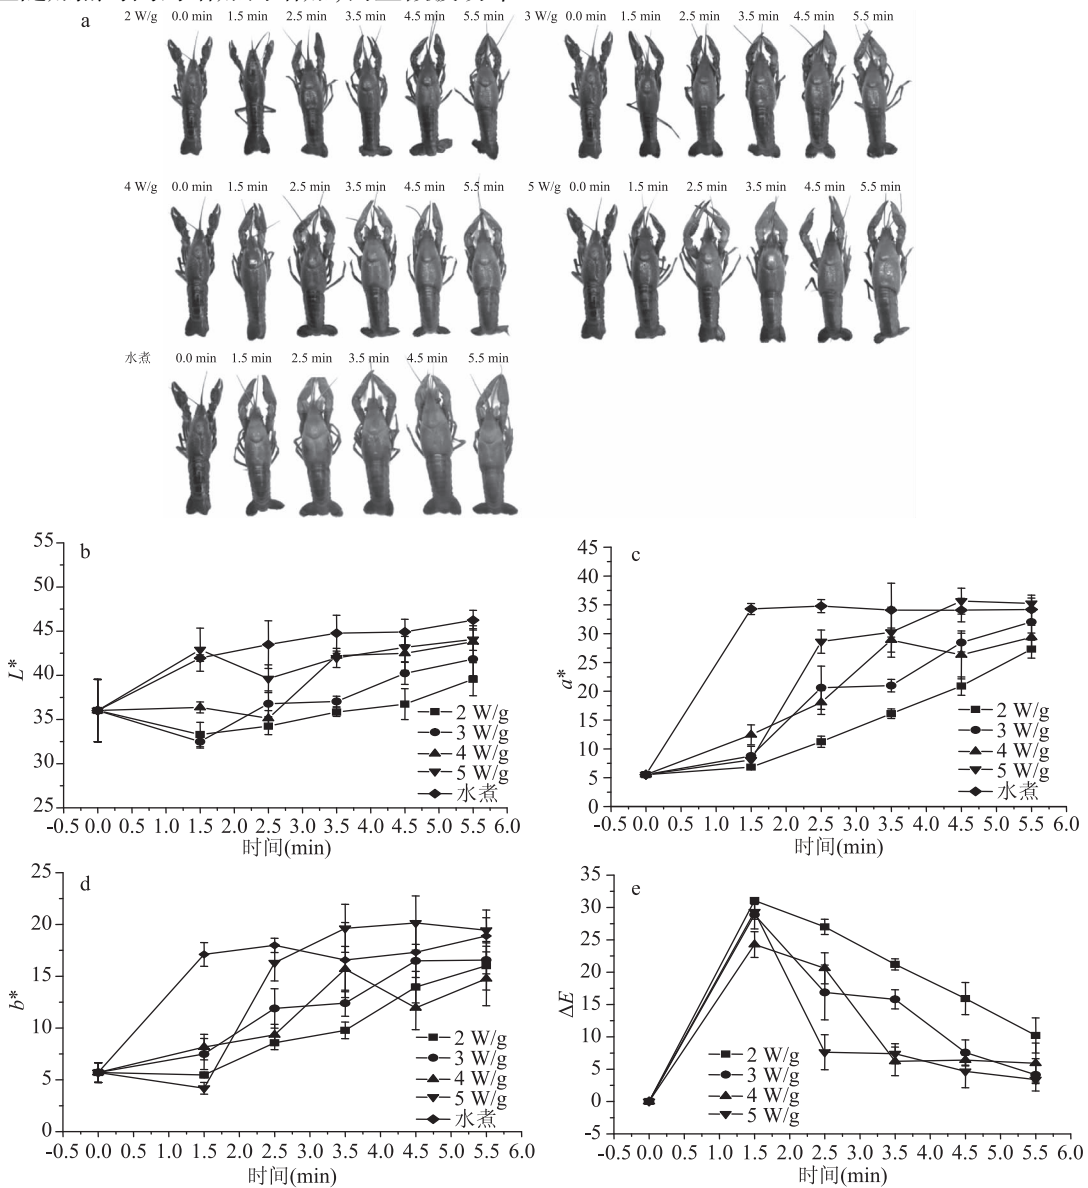 a
2 W/g 0.0 min 1.5 min 2.5 min 3.5 min 4.5 min 5.5 min 3 W/g 0.0 min 1.5 min 2.5 min 3.5 min 4.5 min 5.5 min
4 W/g 0.0 min 1.5 min 2.5 min 3.5 min 4.5 min 5.5 min 5 W/g 0.0 min 1.5 min 2.5 min 3.5 min 4.5 min 5.5 min
水煮 0.0 min 1.5 min 2.5 min 3.5 min 4.5 min 5.5 min
b
L*
55
50
45
40
35
30
25
2 W/g
3 W/g
4 W/g
5 W/g
水煮
-0.5 0.0 0.5 1.0 1.5 2.0 2.5 3.0 3.5 4.0 4.5 5.0 5.5 6.0
时间(min)
c
a*
45
40
35
30
25
20
15
10
5
0
2 W/g
3 W/g
4 W/g
5 W/g
水煮
-0.5 0.0 0.5 1.0 1.5 2.0 2.5 3.0 3.5 4.0 4.5 5.0 5.5 6.0
时间(min)
d
b*
25
20
15
10
5
0
2 W/g
3 W/g
4 W/g
5 W/g
水煮
-0.5 0.0 0.5 1.0 1.5 2.0 2.5 3.0 3.5 4.0 4.5 5.0 5.5 6.0
时间(min)
e
ΔE
35
30
25
20
15
10
5
0
-5
2 W/g
3 W/g
4 W/g
5 W/g
-0.5 0.0 0.5 1.0 1.5 2.0 2.5 3.0 3.5 4.0 4.5 5.0 5.5 6.0
时间(min)